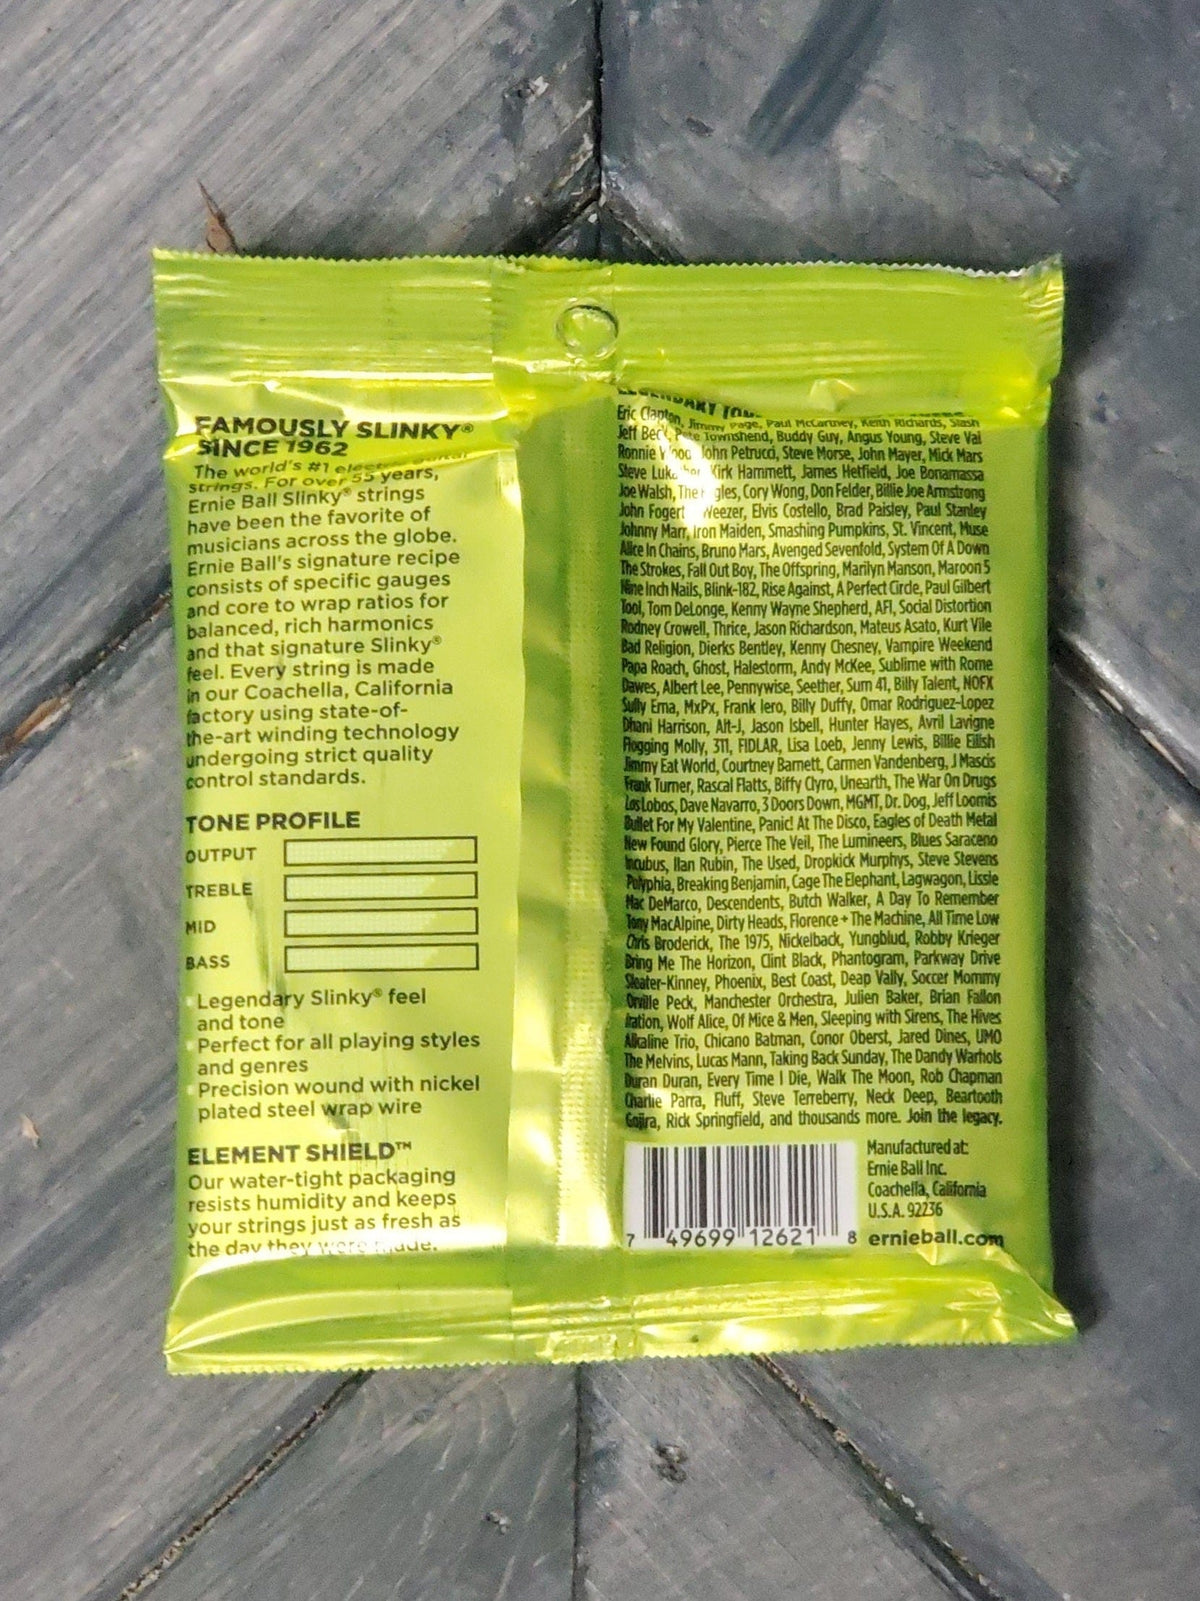 FAMOUSLY SLINKY®
SINCE 1962
The world's #1 electric guitar
strings. For over 55 years,
Ernie Ball Slinky® strings
have been the favorite of
musicians across the globe.
Ernie Ball's signature recipe
consists of specific gauges
and core to wrap ratios for
balanced, rich harmonics
and that signature Slinky®
feel. Every string is made
in our Coachella, California
factory using state-of-
the-art winding technology
undergoing strict quality
control standards.
TONE PROFILE
OUTPUT
TREBLE
MID
BASS
Legendary Slinky® feel
and tone
Perfect for all playing styles
and genres
Precision wound with nickel
plated steel wrap wire
ELEMENT SHIELD™
Our water-tight packaging
resists humidity and keeps
your strings just as fresh as
the day they were made.
LEGENDARY
Eric Clapton, Jimmy Page, Paul McCartney, Keith Richards, Slash
Jeff Beck, Pete Townshend, Buddy Guy, Angus Young, Steve Vai
Ronnie Wood, John Petrucci, Steve Morse, John Mayer, Mick Mars
Steve Lukather, Kirk Hammett, James Hetfield, Joe Bonamassa
Joe Walsh, The Eagles, Cory Wong, Don Felder, Billie Joe Armstrong
John Fogerty, Weezer, Elvis Costello, Brad Paisley, Paul Stanley
Johnny Marr, Iron Maiden, Smashing Pumpkins, St. Vincent, Muse
Alice In Chains, Bruno Mars, Avenged Sevenfold, System Of A Down
The Strokes, Fall Out Boy, The Offspring, Marilyn Manson, Maroon 5
Nine Inch Nails, Blink-182, Rise Against, A Perfect Circle, Paul Gilbert
Tool, Tom DeLonge, Kenny Wayne Shepherd, AFI, Social Distortion
Rodney Crowell, Thrice, Jason Richardson, Mateus Asato, Kurt Vile
Bad Religion, Dierks Bentley, Kenny Chesney, Vampire Weekend
Papa Roach, Ghost, Halestorm, Andy McKee, Sublime with Rome
Dawes, Albert Lee, Pennywise, Seether, Sum 41, Billy Talent, NOFX
Sully Erna, MxPx, Frank Iero, Billy Duffy, Omar Rodriguez-Lopez
Dhani Harrison, Alt-J, Jason Isbell, Hunter Hayes, Avril Lavigne
Flogging Molly, 311, FIDLAR, Lisa Loeb, Jenny Lewis, Billie Eilish
Jimmy Eat World, Courtney Barnett, Carmen Vandenberg, J Mascis
Frank Turner, Rascal Flatts, Biffy Clyro, Unearth, The War On Drugs
Los Lobos, Dave Navarro, 3 Doors Down, MGMT, Dr. Dog, Jeff Loomis
Bullet For My Valentine, Panic! At The Disco, Eagles of Death Metal
New Found Glory, Pierce The Veil, The Lumineers, Blues Saraceno
Incubus, Ilan Rubin, The Used, Dropkick Murphys, Steve Stevens
Polyphia, Breaking Benjamin, Cage The Elephant, Lagwagon, Lissie
Mac DeMarco, Descendents, Butch Walker, A Day To Remember
Tony MacAlpine, Dirty Heads, Florence + The Machine, All Time Low
Chris Broderick, The 1975, Nickelback, Yungblud, Robby Krieger
Bring Me The Horizon, Clint Black, Phantogram, Parkway Drive
Sleater-Kinney, Phoenix, Best Coast, Deap Vally, Soccer Mommy
Orville Peck, Manchester Orchestra, Julien Baker, Brian Fallon
Iration, Wolf Alice, Of Mice & Men, Sleeping with Sirens, The Hives
Alkaline Trio, Chicano Batman, Conor Oberst, Jared Dines, UMO
The Melvins, Lucas Mann, Taking Back Sunday, The Dandy Warhols
Duran Duran, Every Time I Die, Walk The Moon, Rob Chapman
Charlie Parra, Fluff, Steve Terreberry, Neck Deep, Beartooth
Gojira, Rick Springfield, and thousands more. Join the legacy.
7 49699 12621 8
Manufactured at:
Ernie Ball Inc.
Coachella, California
U.S.A. 92236
ernieball.com